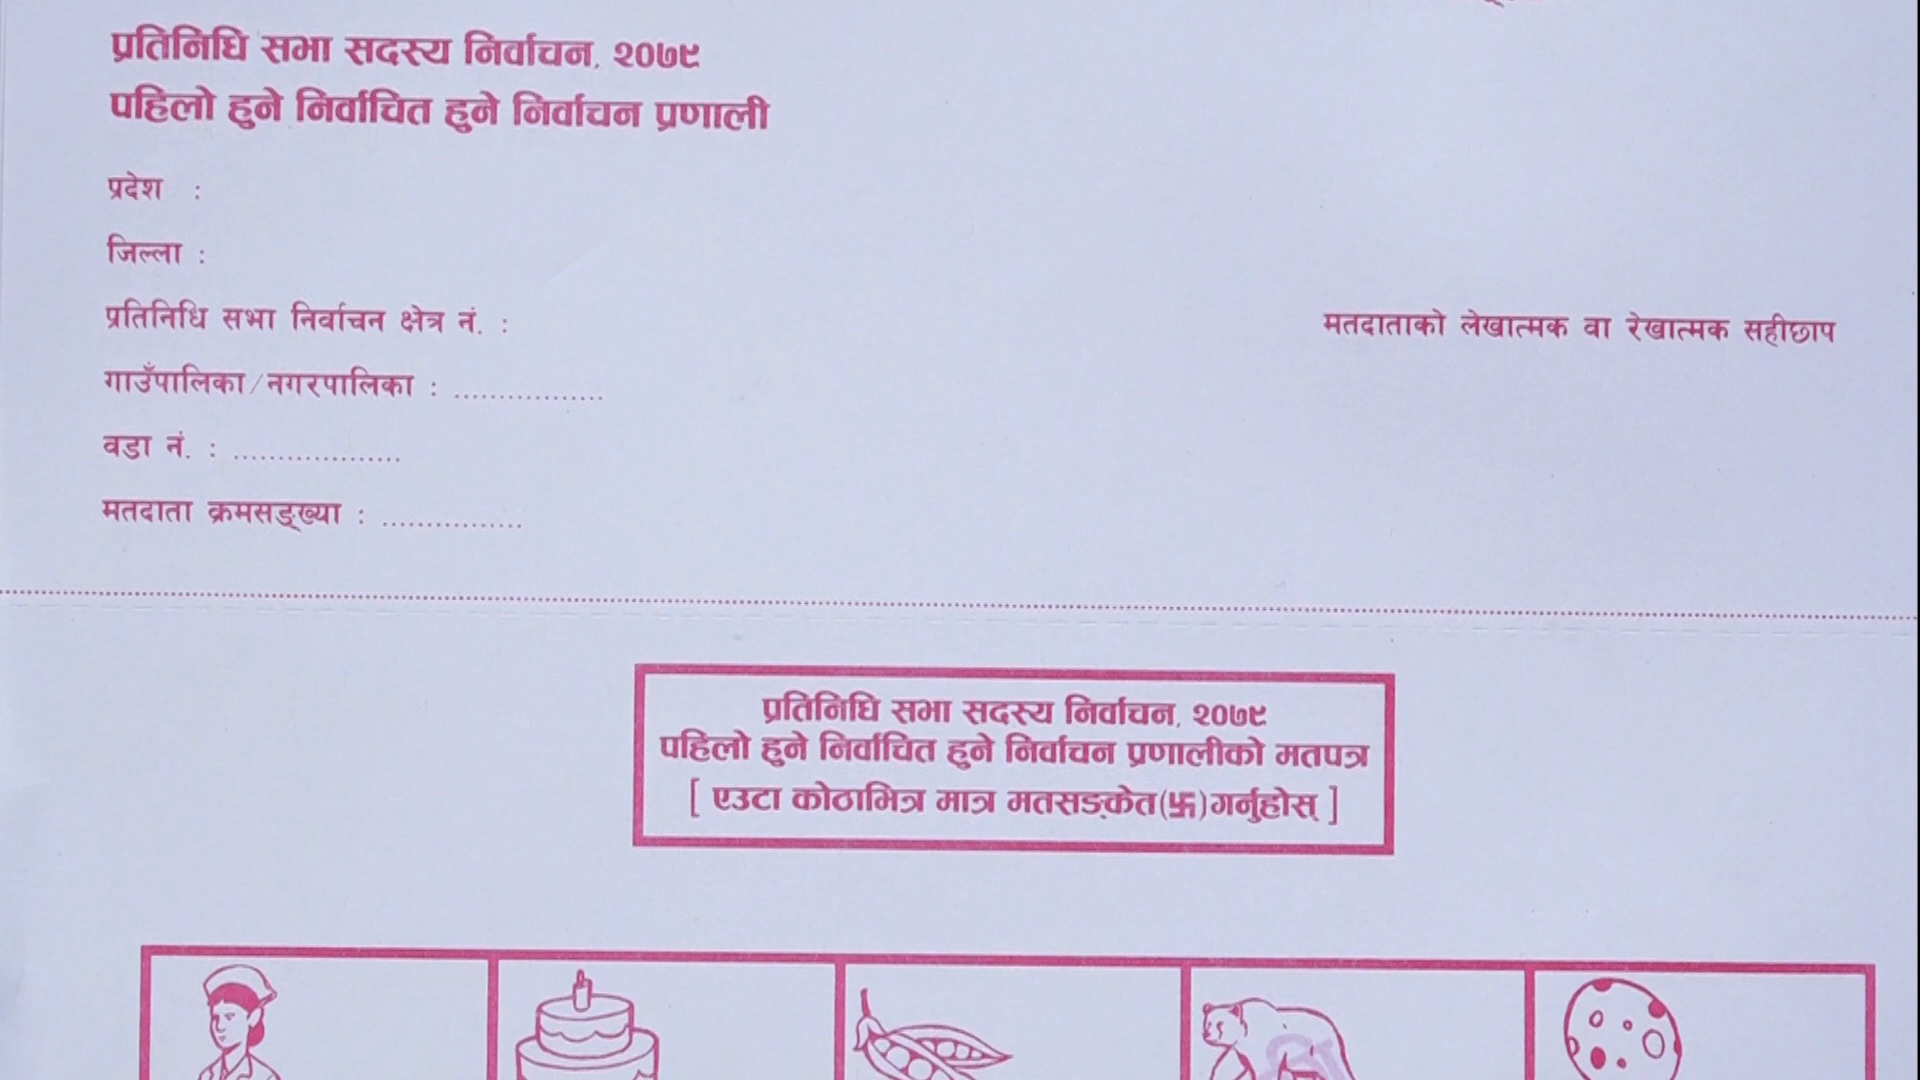 प्रतिनिधि सभा सदस्य निर्वाचन, २०७९
पहिलो हुने निर्वाचित हुने निर्वाचन प्रणाली
प्रदेश :
जिल्ला :
प्रतिनिधि सभा निर्वाचन क्षेत्र नं. :
मतदाताको लेखात्मक वा रेखात्मक सहीछाप
गाउँपालिका/नगरपालिका : .................
वडा नं. : ...................
मतदाता क्रमसङ्ख्या : ................
प्रतिनिधि सभा सदस्य निर्वाचन, २०७९
पहिलो हुने निर्वाचित हुने निर्वाचन प्रणालीको मतपत्र
[ एउटा कोठाभित्र मात्र मतसङ्केत(卐)गर्नुहोस् ]